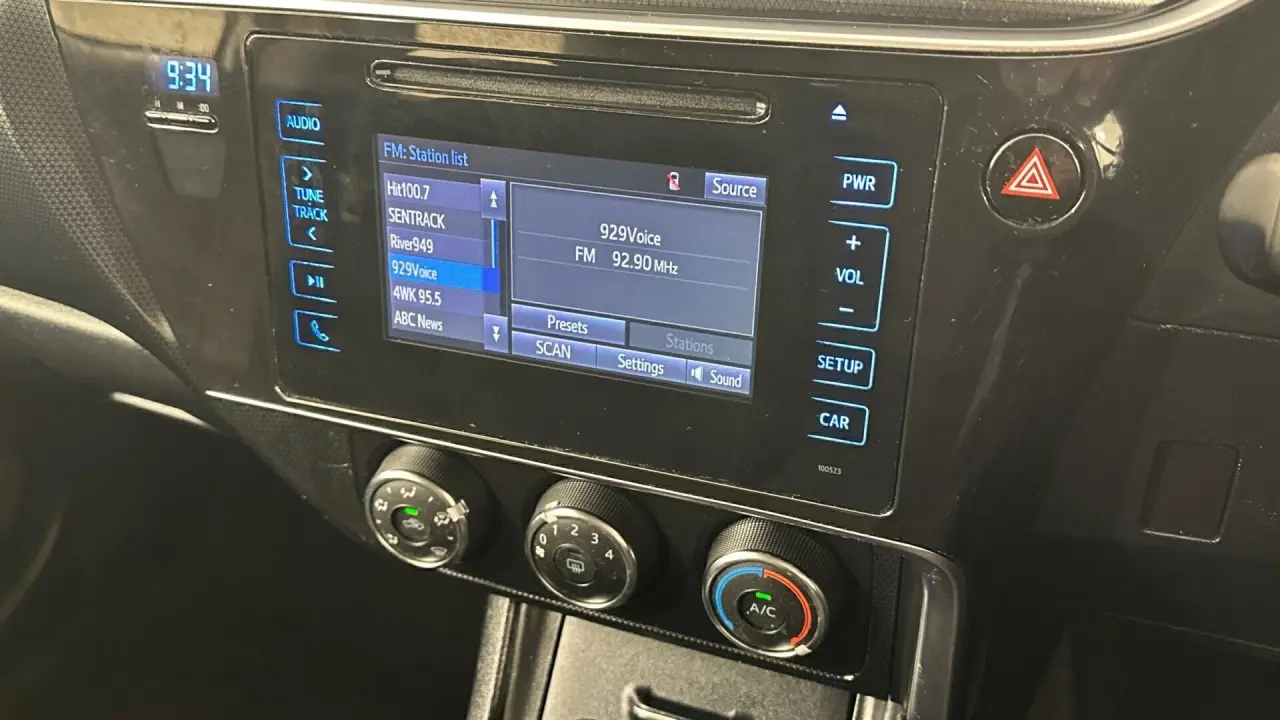 9:34
H M :00
AUDIO
TUNE
TRACK
FM: Station list
Source
Hit100.7
SENTRACK
River949
929Voice
4WK 95.5
ABC News
929Voice
FM 92.90 MHz
Presets
Stations
SCAN
Settings
Sound
PWR
+
VOL
-
SETUP
CAR
100523
0 1 2 3 4
A/C